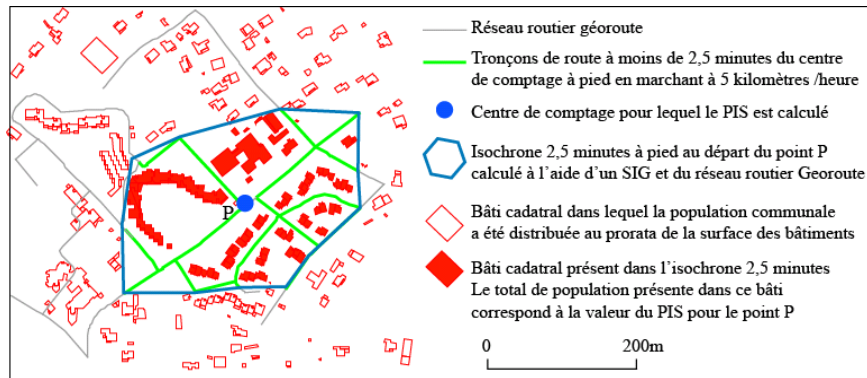 Réseau routier géoroute
Tronçons de route à moins de 2,5 minutes du centre
de comptage à pied en marchant à 5 kilomètres /heure
Centre de comptage pour lequel le PIS est calculé
Isochrone 2,5 minutes à pied au départ du point P
calculé à l'aide d'un SIG et du réseau routier Georoute
P
Bâti cadatral dans lequel la population communale
a été distribuée au prorata de la surface des bâtiments
Bâti cadatral présent dans l'isochrone 2,5 minutes
Le total de population présente dans ce bâti
correspond à la valeur du PIS pour le point P
0 200m